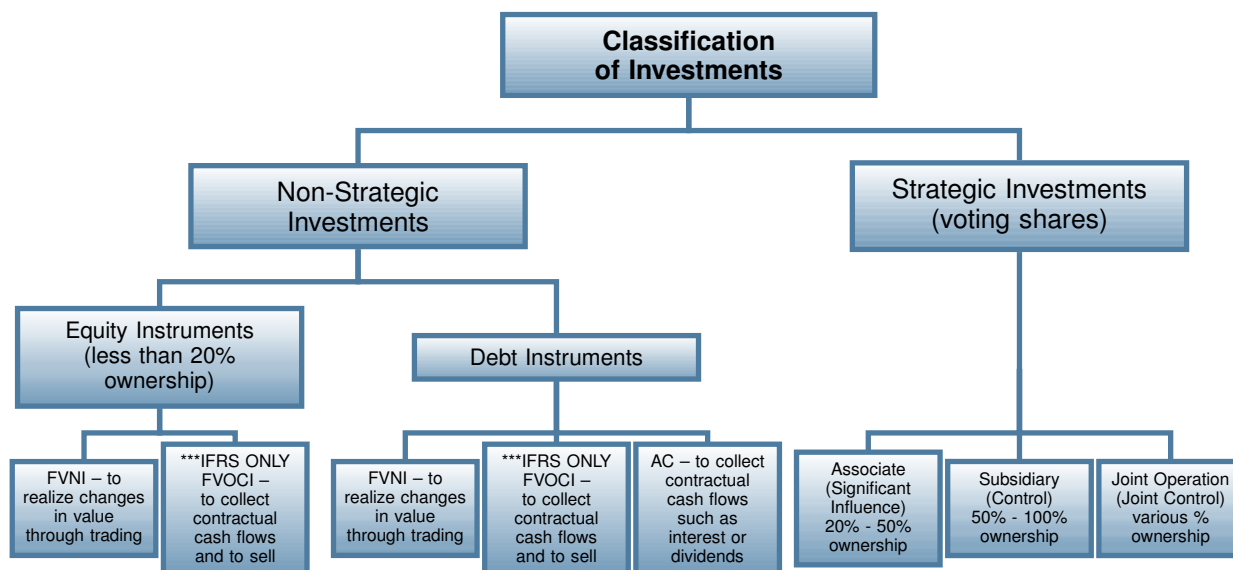 Classification
of Investments
Non-Strategic
Investments
Strategic Investments
(voting shares)
Equity Instruments
(less than 20%
ownership)
Debt Instruments
FVNI – to
realize changes
in value
through trading
***IFRS ONLY
FVOCI –
to collect
contractual
cash flows
and to sell
FVNI – to
realize changes
in value
through trading
***IFRS ONLY
FVOCI –
to collect
contractual
cash flows
and to sell
AC – to collect
contractual
cash flows
such as
interest or
dividends
Associate
(Significant
Influence)
20% - 50%
ownership
Subsidiary
(Control)
50% - 100%
ownership
Joint Operation
(Joint Control)
various %
ownership